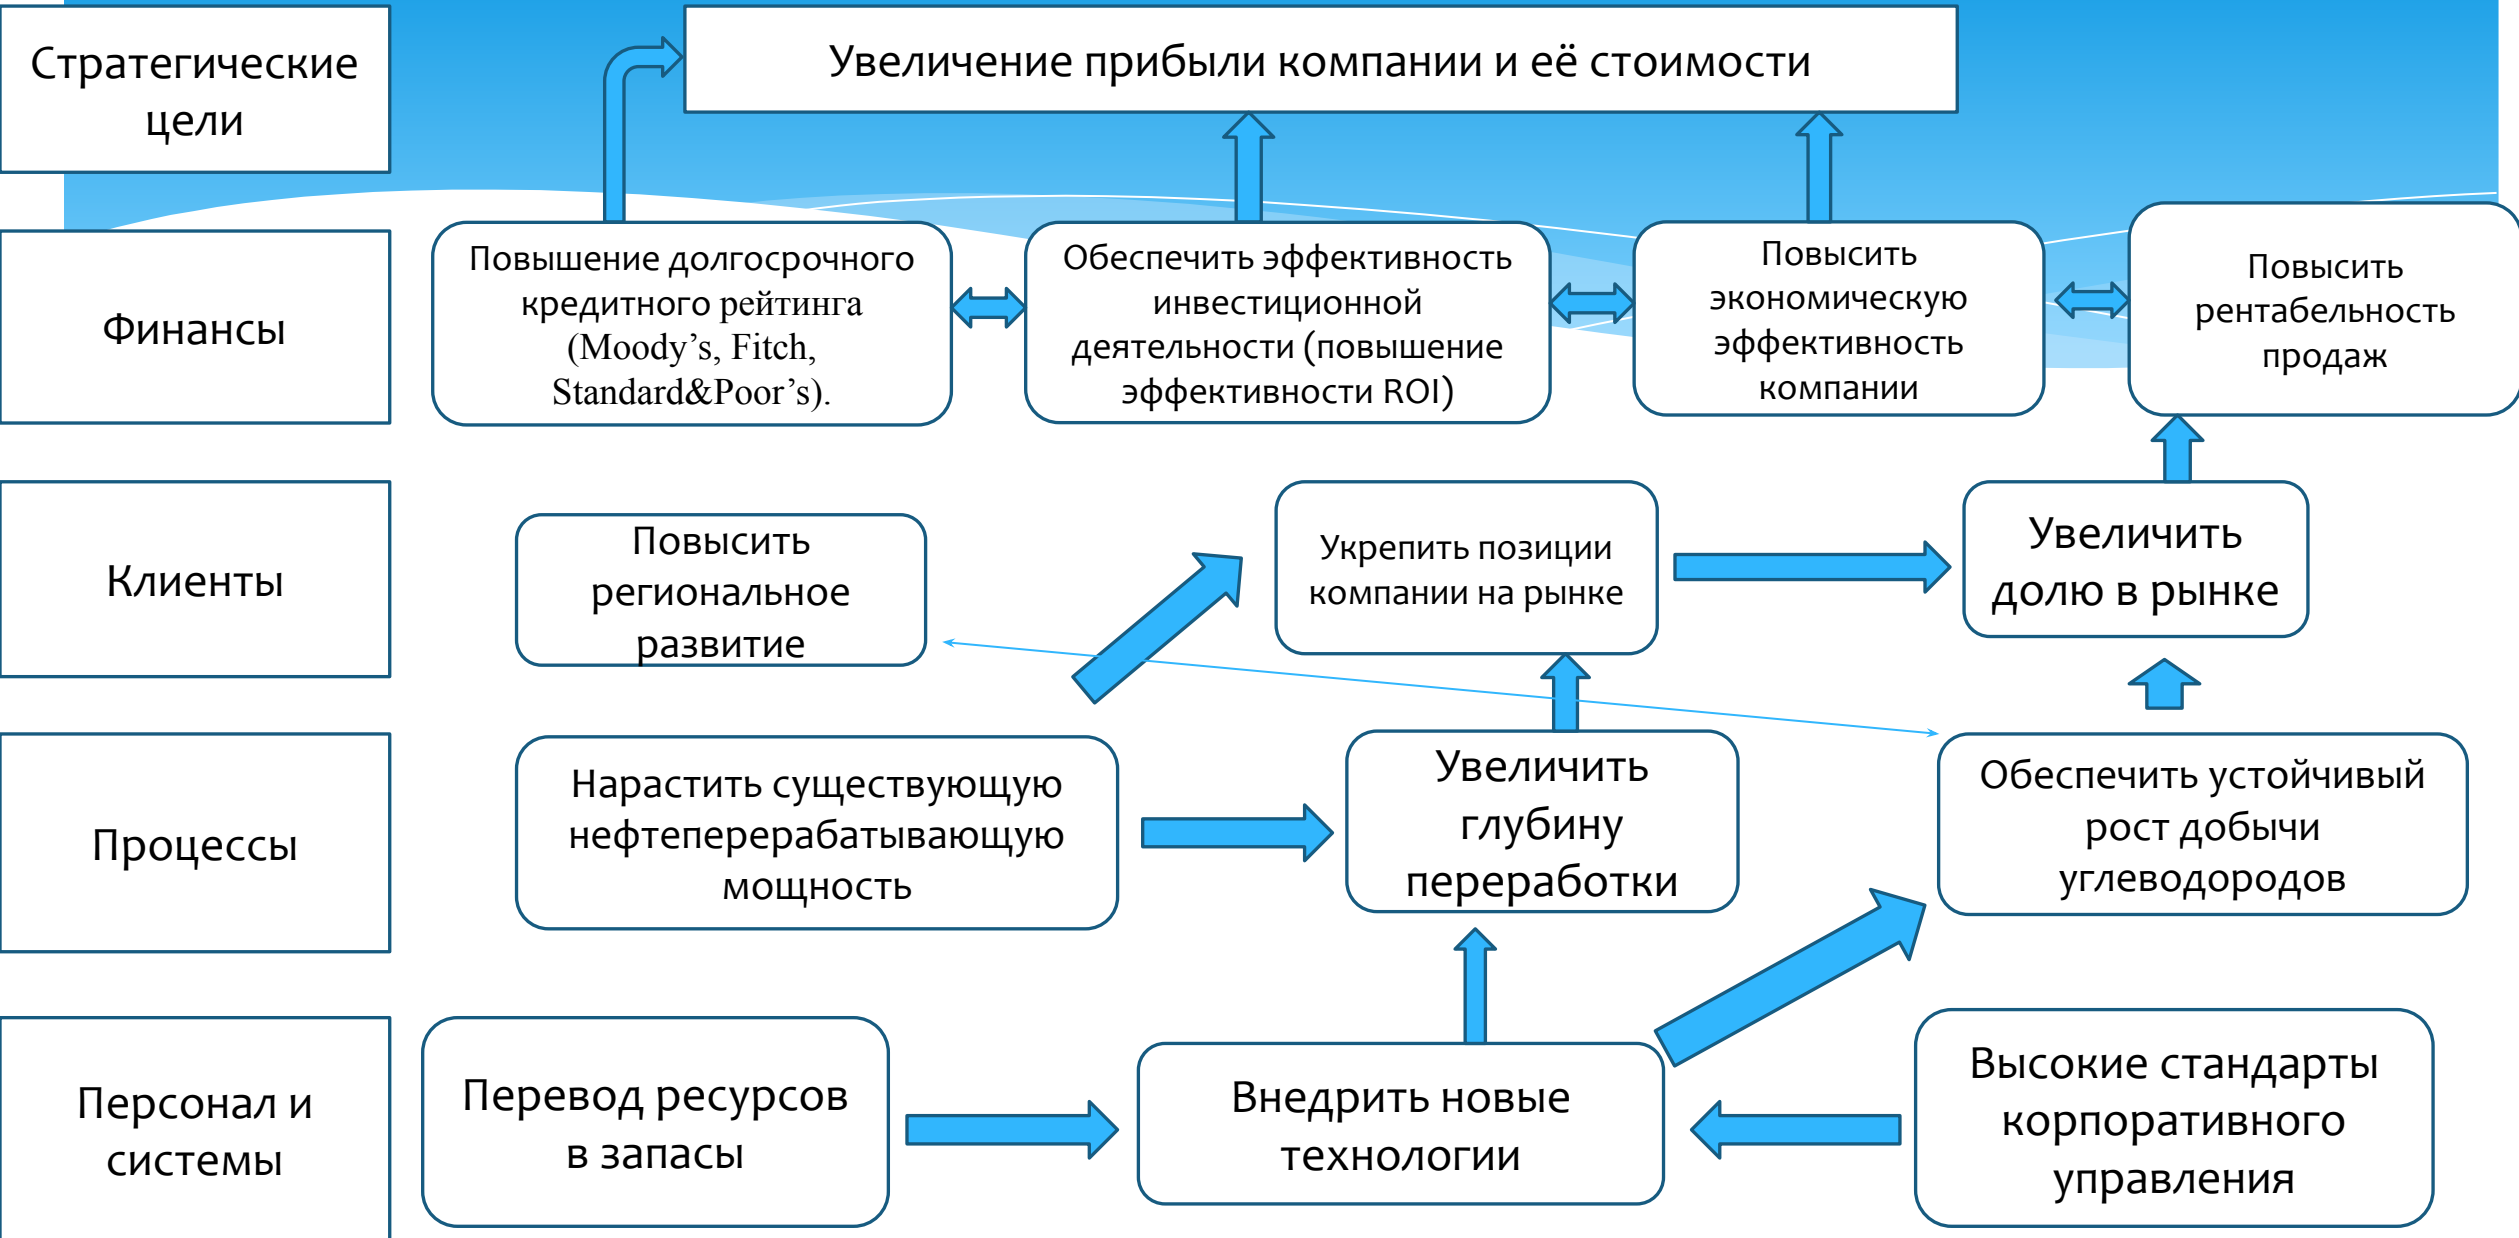 Стратегические
цели
Увеличение прибыли компании и её стоимости
Финансы
Повышение долгосрочного
кредитного рейтинга
(Moody’s, Fitch,
Standard&Poor’s).
Обеспечить эффективность
инвестиционной
деятельности (повышение
эффективности ROI)
Повысить
экономическую
эффективность
компании
Повысить
рентабельность
продаж
Клиенты
Повысить
региональное
развитие
Укрепить позиции
компании на рынке
Увеличить
долю в рынке
Процессы
Нарастить существующую
нефтеперерабатывающую
мощность
Увеличить
глубину
переработки
Обеспечить устойчивый
рост добычи
углеводородов
Персонал и
системы
Перевод ресурсов
в запасы
Внедрить новые
технологии
Высокие стандарты
корпоративного
управления